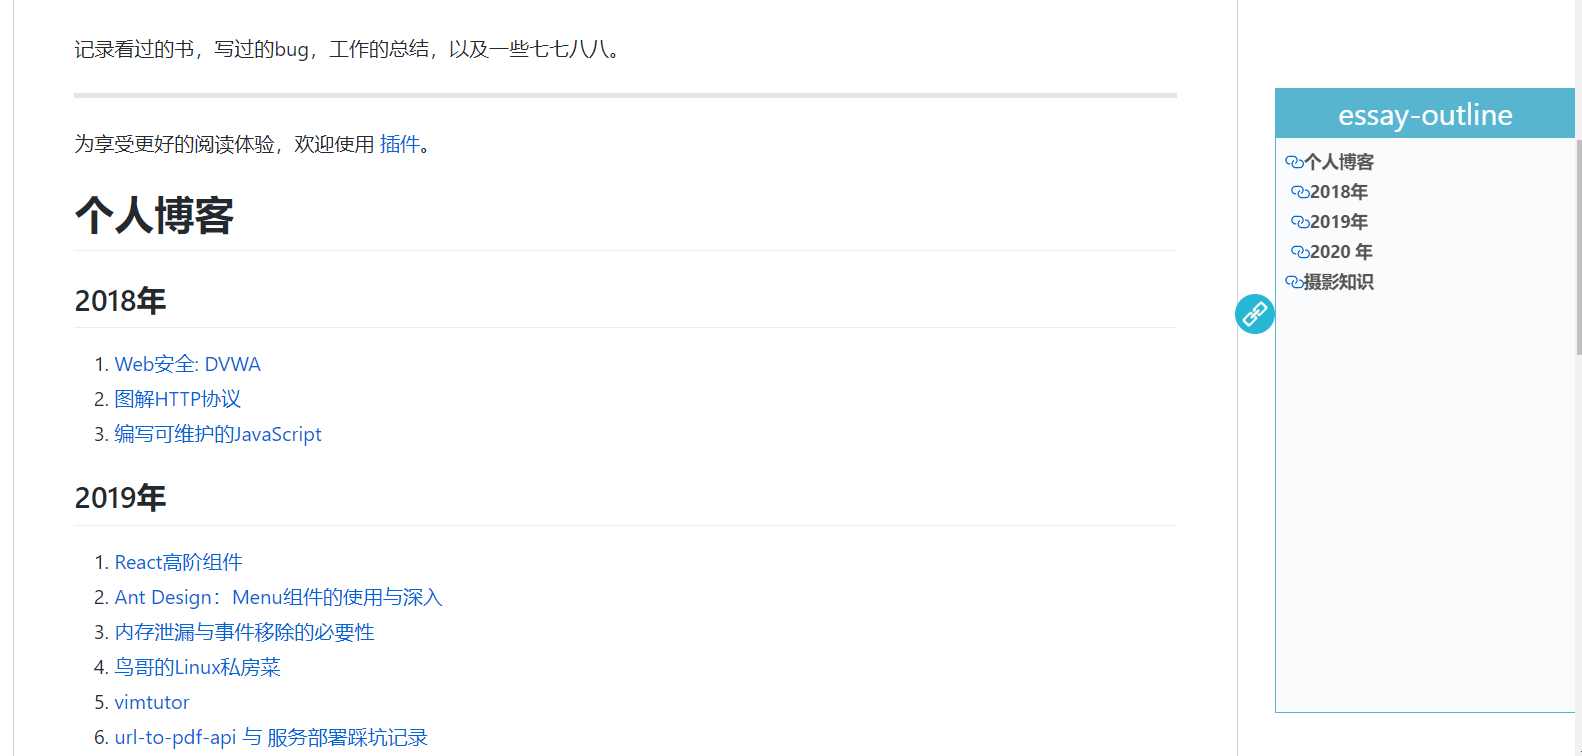 记录看过的书，写过的bug，工作的总结，以及一些七七八八。
为享受更好的阅读体验，欢迎使用 插件。
个人博客
2018年
1. Web安全: DVWA
2. 图解HTTP协议
3. 编写可维护的JavaScript
2019年
1. React高阶组件
2. Ant Design：Menu组件的使用与深入
3. 内存泄漏与事件移除的必要性
4. 鸟哥的Linux私房菜
5. vimtutor
6. url-to-pdf-api 与 服务部署踩坑记录
essay-outline
个人博客
2018年
2019年
2020 年
摄影知识